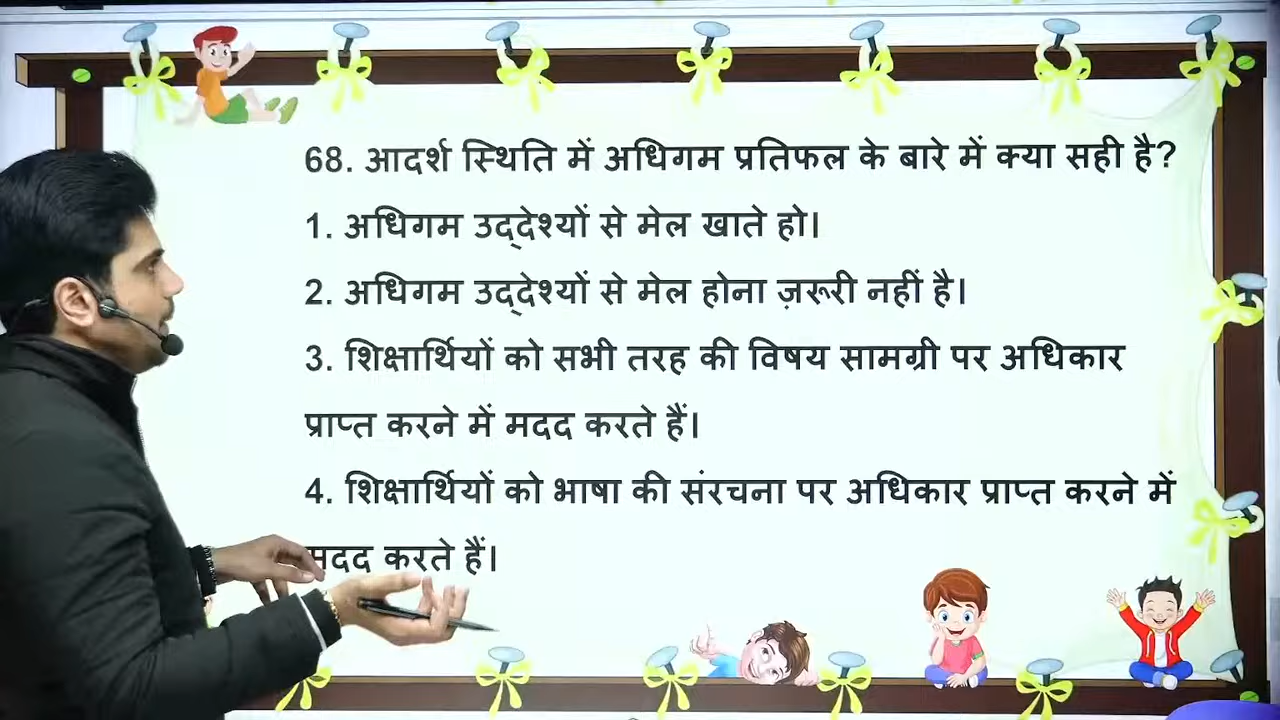 68. आदर्श स्थिति में अधिगम प्रतिफल के बारे में क्या सही है?
1. अधिगम उद्देश्यों से मेल खाते हो।
2. अधिगम उद्देश्यों से मेल होना ज़रूरी नहीं है।
3. शिक्षार्थियों को सभी तरह की विषय सामग्री पर अधिकार
प्राप्त करने में मदद करते हैं।
4. शिक्षार्थियों को भाषा की संरचना पर अधिकार प्राप्त करने में
मदद करते हैं।